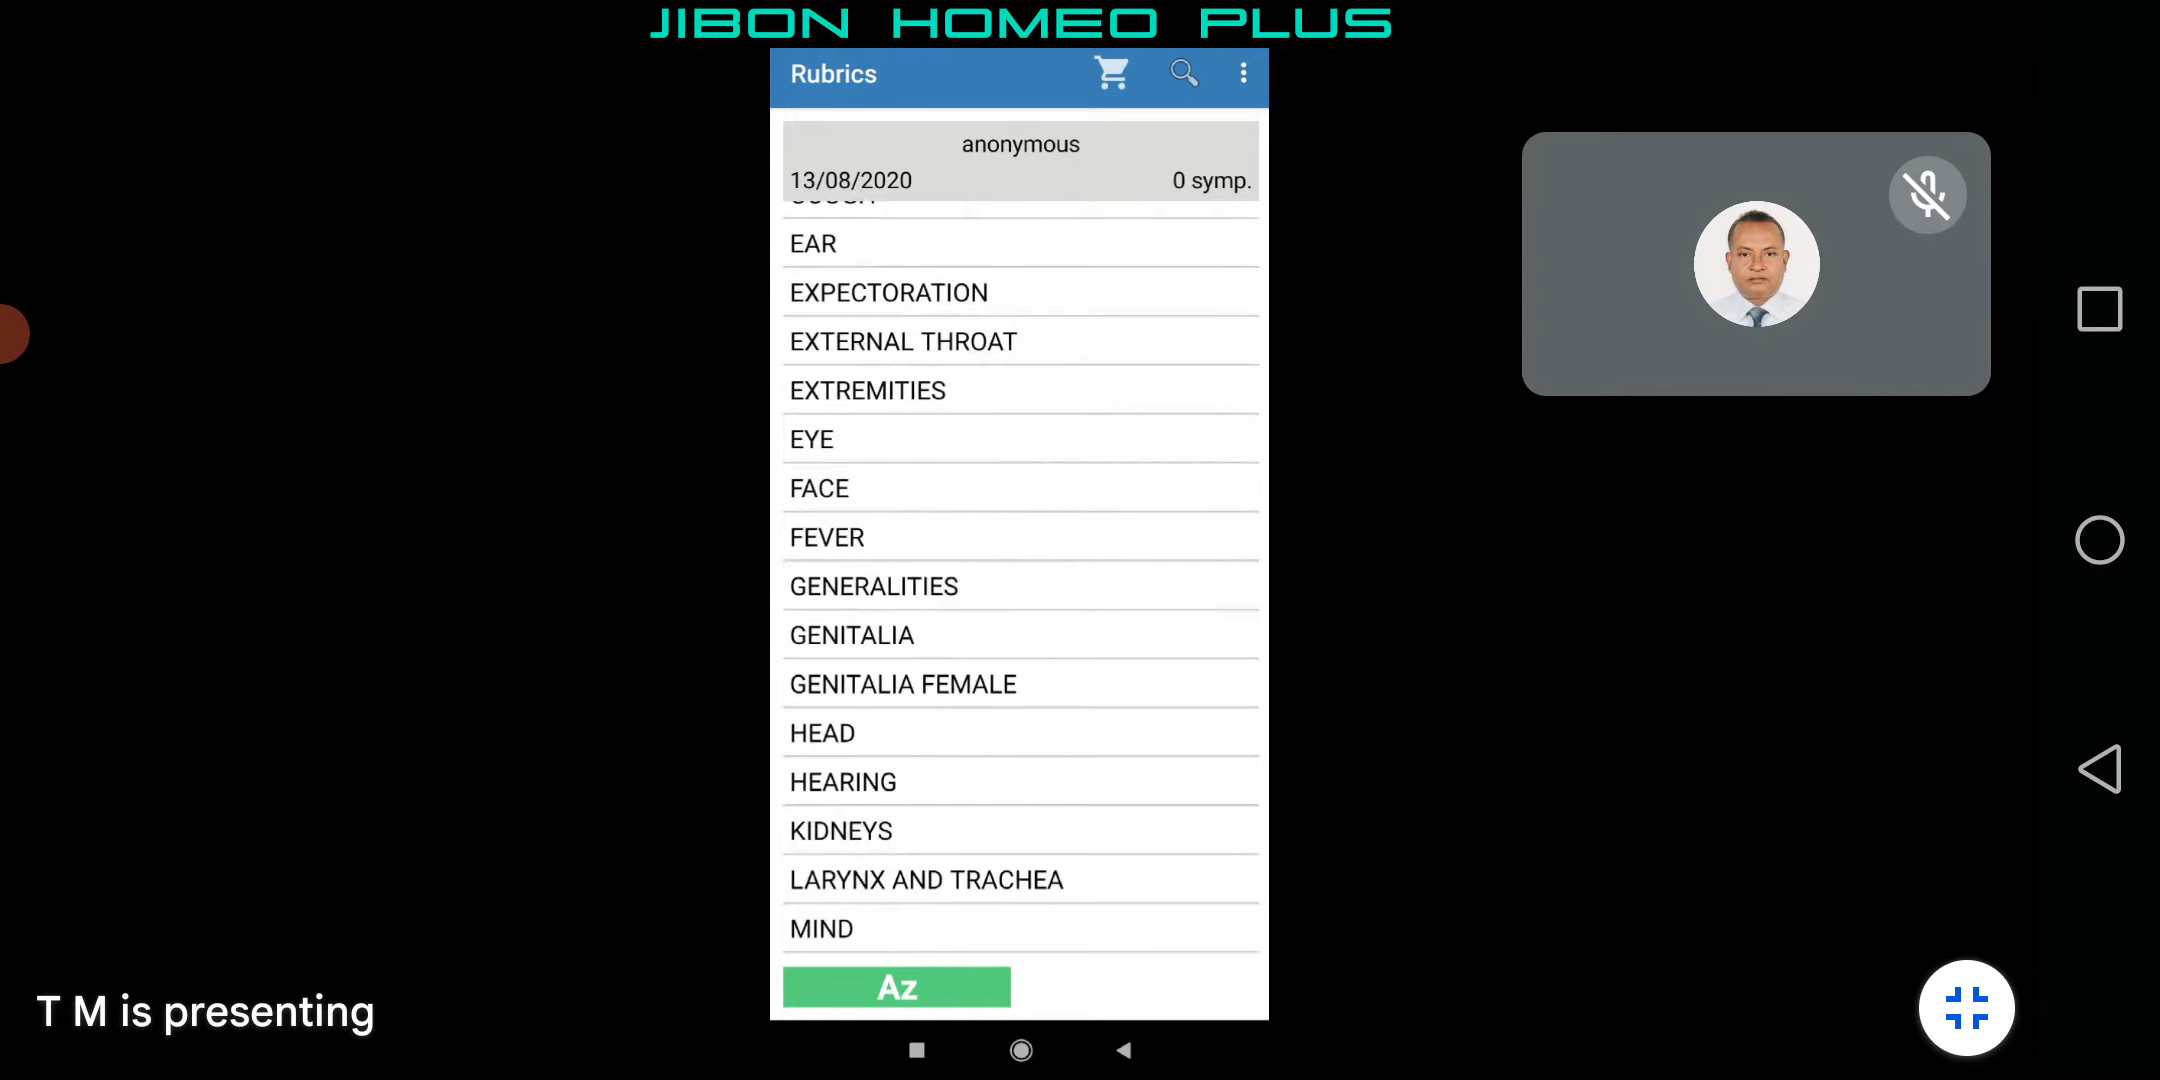 JIBON HOMEO PLUS
Rubrics
anonymous
13/08/2020 0 symp.
EAR
EXPECTORATION
EXTERNAL THROAT
EXTREMITIES
EYE
FACE
FEVER
GENERALITIES
GENITALIA
GENITALIA FEMALE
HEAD
HEARING
KIDNEYS
LARYNX AND TRACHEA
MIND
Az
T M is presenting